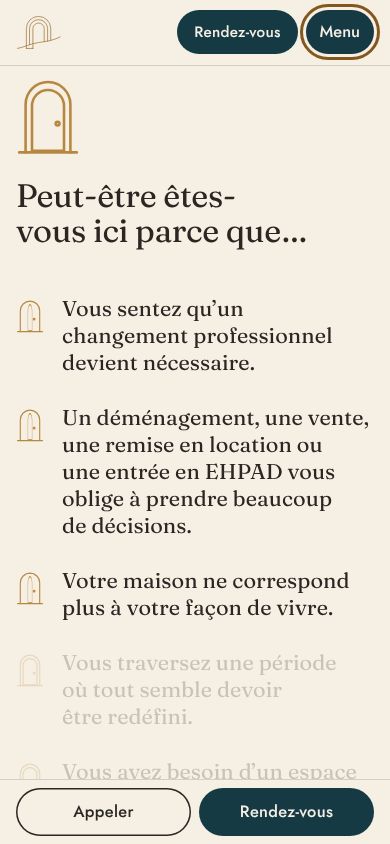 Rendez-vous
Menu
Peut-être êtes-
vous ici parce que…
Vous sentez qu’un
changement professionnel
devient nécessaire.
Un déménagement, une vente,
une remise en location ou
une entrée en EHPAD vous
oblige à prendre beaucoup
de décisions.
Votre maison ne correspond
plus à votre façon de vivre.
Vous traversez une période
où tout semble devoir
être redéfini.
Vous avez besoin d’un espace
Appeler
Rendez-vous